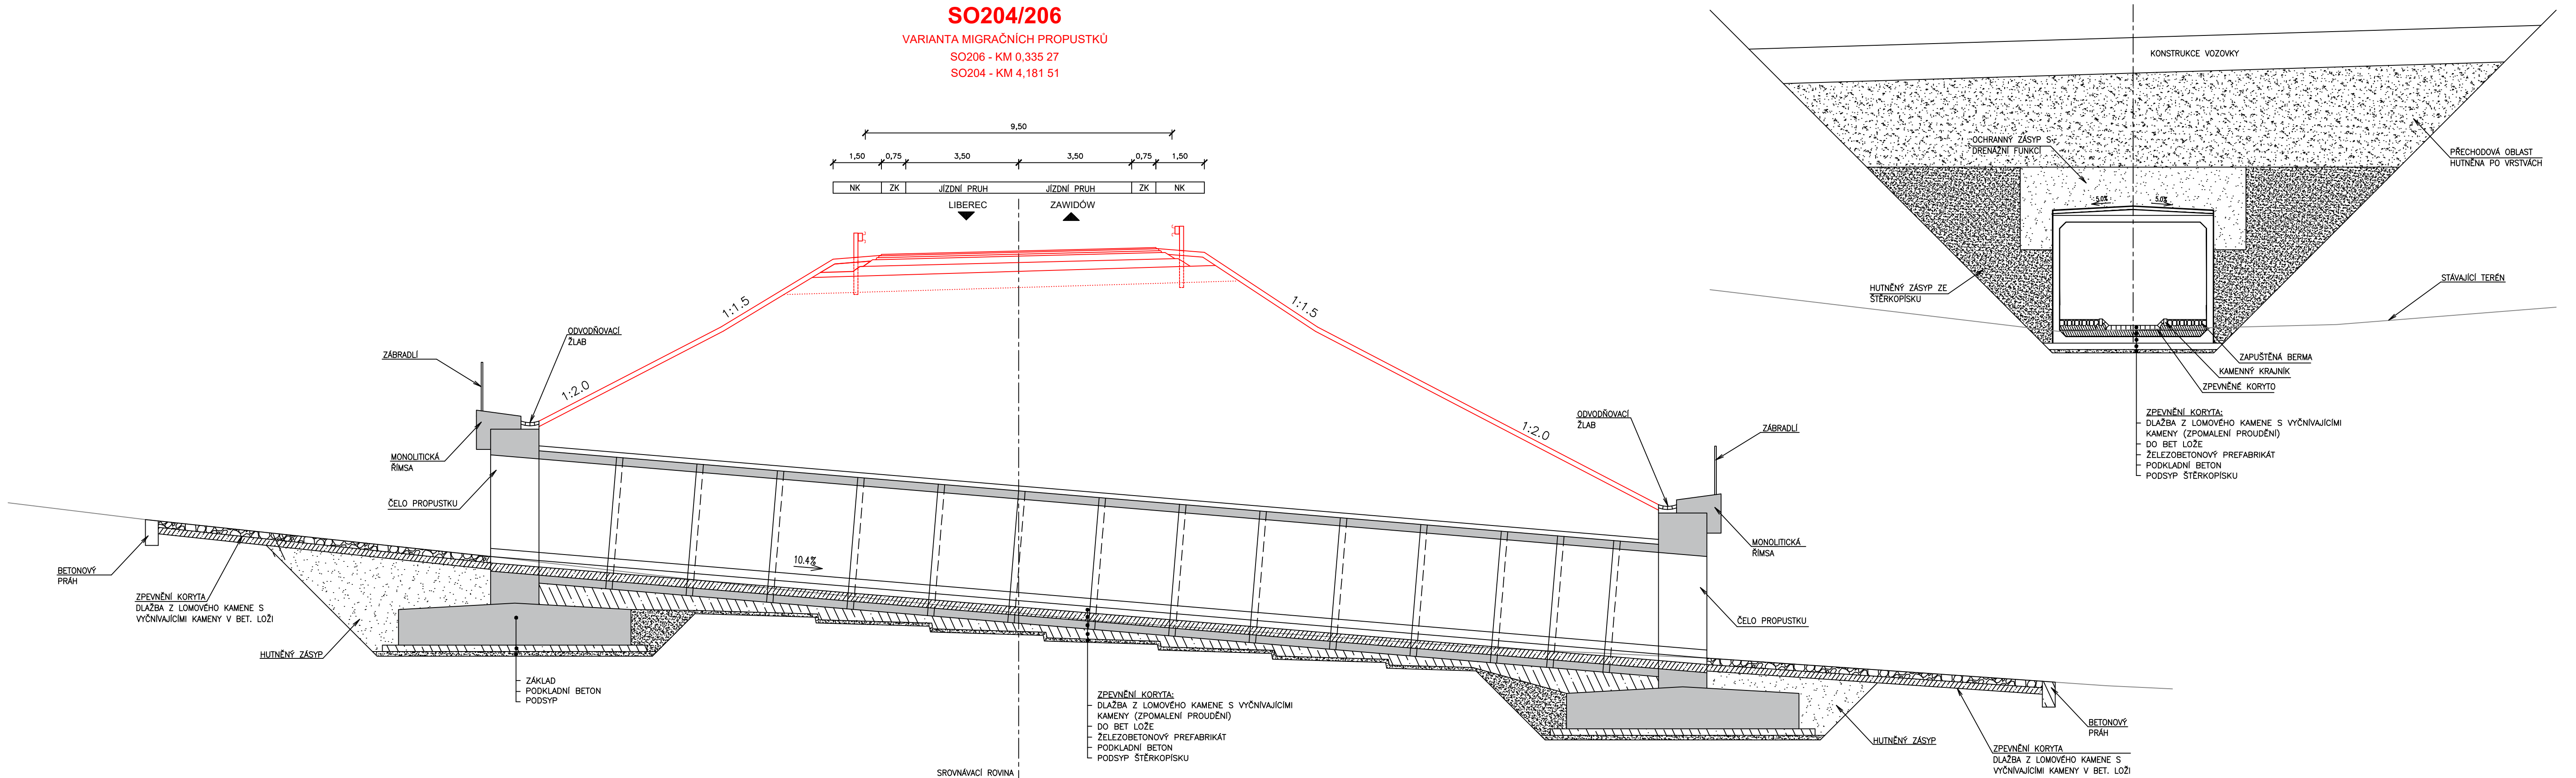 SO204/206
VARIANTA MIGRAČNÍCH PROPUSTKŮ
SO206 - KM 0,335 27
SO204 - KM 4,181 51
9,50
1,50
0,75
3,50
3,50
0,75
1,50
NK
ZK
JÍZDNÍ PRUH
JÍZDNÍ PRUH
ZK
NK
LIBEREC
ZAWIDÓW
1:1.5
1:1.5
1:2.0
1:2.0
ODVODŇOVACÍ
ŽLAB
ZÁBRADLÍ
MONOLITICKÁ
ŘÍMSA
ČELO PROPUSTKU
BETONOVÝ
PRÁH
ZPEVNĚNÍ KORYTA
DLAŽBA Z LOMOVÉHO KAMENE S
VYČNÍVAJÍCIMI KAMENY V BET. LOŽI
HUTNĚNÝ ZÁSYP
ZÁKLAD
PODKLADNÍ BETON
PODSYP
10.4%
ZPEVNĚNÍ KORYTA:
DLAŽBA Z LOMOVÉHO KAMENE S VYČNÍVAJÍCÍMI
KAMENY (ZPOMALENÍ PROUDĚNÍ)
DO BET LOŽE
ŽELEZOBETONOVÝ PREFABRIKÁT
PODKLADNÍ BETON
PODSYP ŠTĚRKOPÍSKU
SROVNÁVACÍ ROVINA
ODVODŇOVACÍ
ŽLAB
ZÁBRADLÍ
MONOLITICKÁ
ŘÍMSA
ČELO PROPUSTKU
HUTNĚNÝ ZÁSYP
BETONOVÝ
PRÁH
ZPEVNĚNÍ KORYTA
DLAŽBA Z LOMOVÉHO KAMENE S
VYČNÍVAJÍCIMI KAMENY V BET. LOŽI
KONSTRUKCE VOZOVKY
OCHRANNÝ ZÁSYP S
DRENÁŽNÍ FUNKCÍ
PŘECHODOVÁ OBLAST
HUTNĚNA PO VRSTVÁCH
5.0%
5.0%
HUTNĚNÝ ZÁSYP ZE
ŠTĚRKOPÍSKU
STÁVAJÍCÍ TERÉN
ZAPUŠTĚNÁ BERMA
KAMENNÝ KRAJNÍK
ZPEVNĚNÉ KORYTO
ZPEVNĚNÍ KORYTA:
DLAŽBA Z LOMOVÉHO KAMENE S VYČNÍVAJÍCÍMI
KAMENY (ZPOMALENÍ PROUDĚNÍ)
DO BET LOŽE
ŽELEZOBETONOVÝ PREFABRIKÁT
PODKLADNÍ BETON
PODSYP ŠTĚRKOPÍSKU